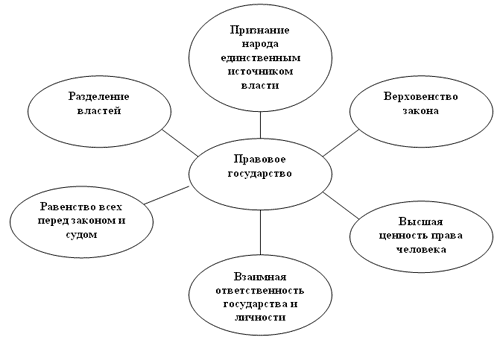 Признание
народа
единственным
источником
власти
Разделение
властей
Верховенство
закона
Правовое
государство
Равенство всех
перед законом и
судом
Высшая
ценность права
человека
Взаимная
ответственность
государства и
личности